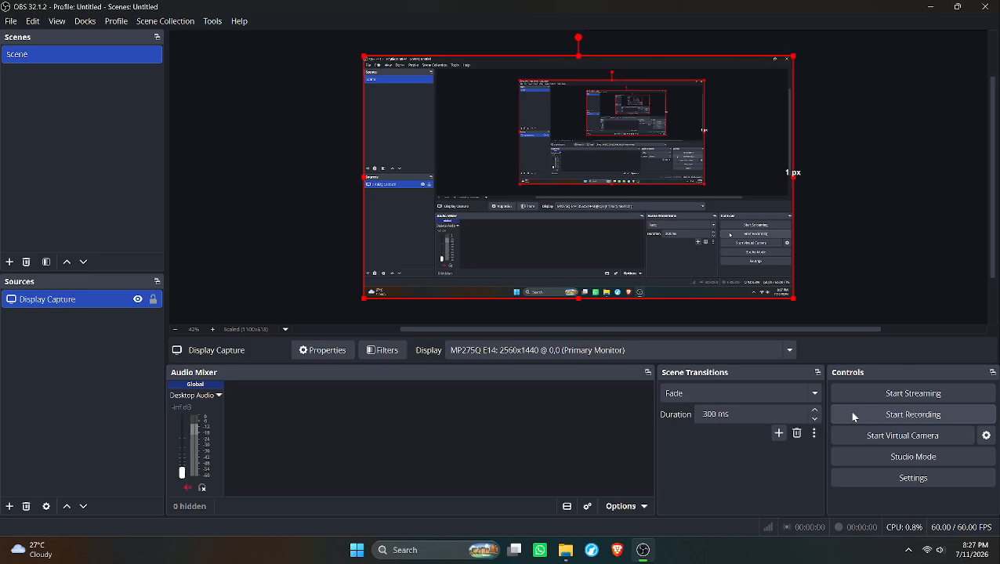 OBS 32.1.2 - Profile: Untitled - Scenes: Untitled
File Edit View Docks Profile Scene Collection Tools Help
Scenes
Scene
Sources
Display Capture
1 px
42% Scaled (1100x618)
Display Capture Properties Filters Display MP275Q E14: 2560x1440 @ 0,0 (Primary Monitor)
Audio Mixer
Global
Desktop Audio
-inf dB
0
-6
-12
-18
-24
-30
-36
-42
-48
-54
-60
0 hidden
Options
Scene Transitions
Fade
Duration 300 ms
Controls
Start Streaming
Start Recording
Start Virtual Camera
Studio Mode
Settings
00:00:00 00:00:00 CPU: 0.8% 60.00 / 60.00 FPS
27°C
Cloudy
Search
8:27 PM
7/11/2026